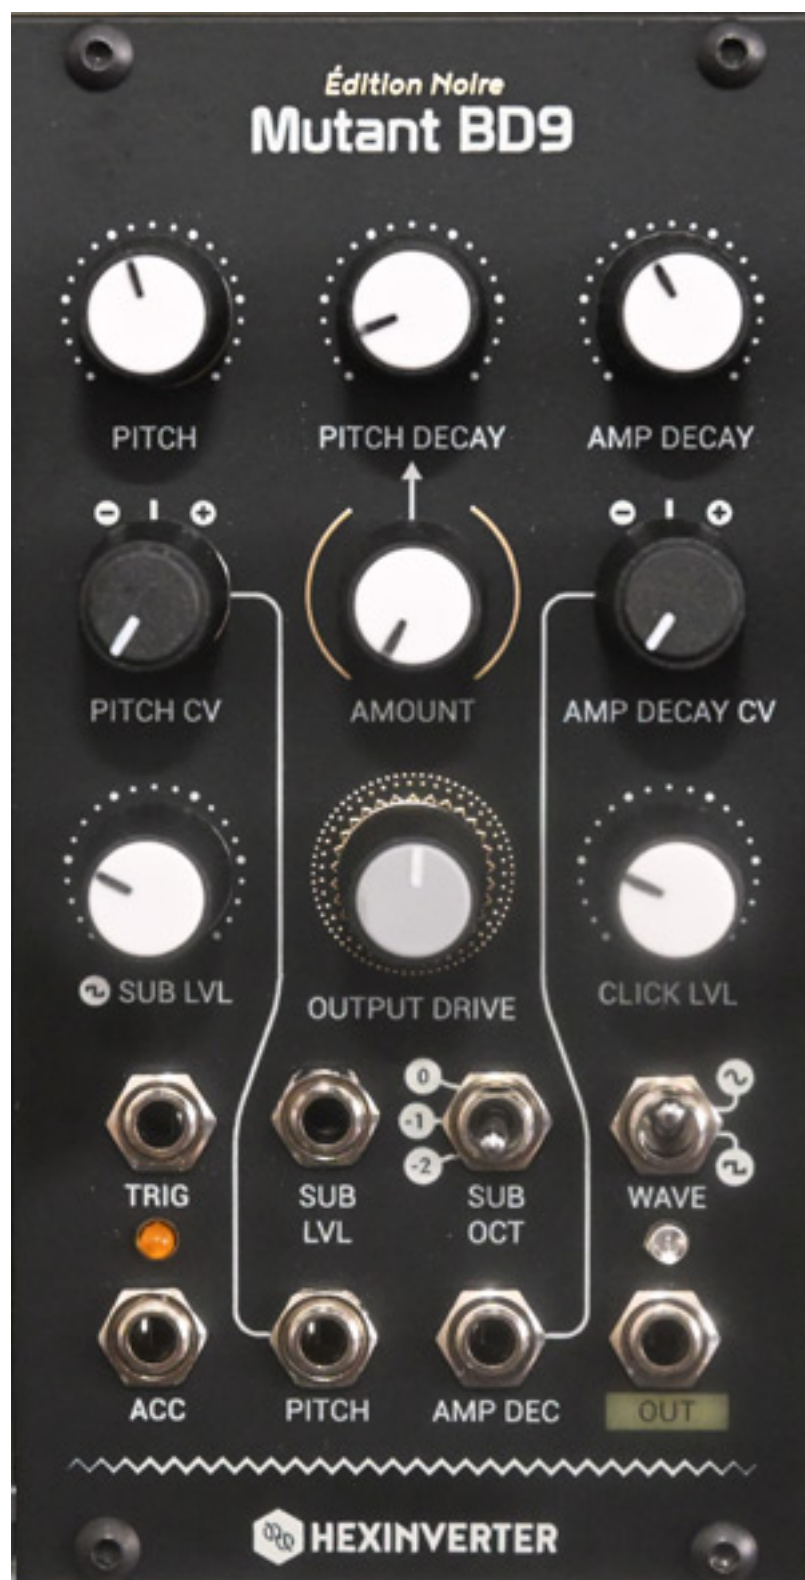 Édition Noire
Mutant BD9
PITCH
PITCH DECAY
AMP DECAY
PITCH CV
AMOUNT
AMP DECAY CV
SUB LVL
OUTPUT DRIVE
CLICK LVL
0
-1
-2
TRIG
SUB
LVL
SUB
OCT
WAVE
ACC
PITCH
AMP DEC
OUT
HEXINVERTER